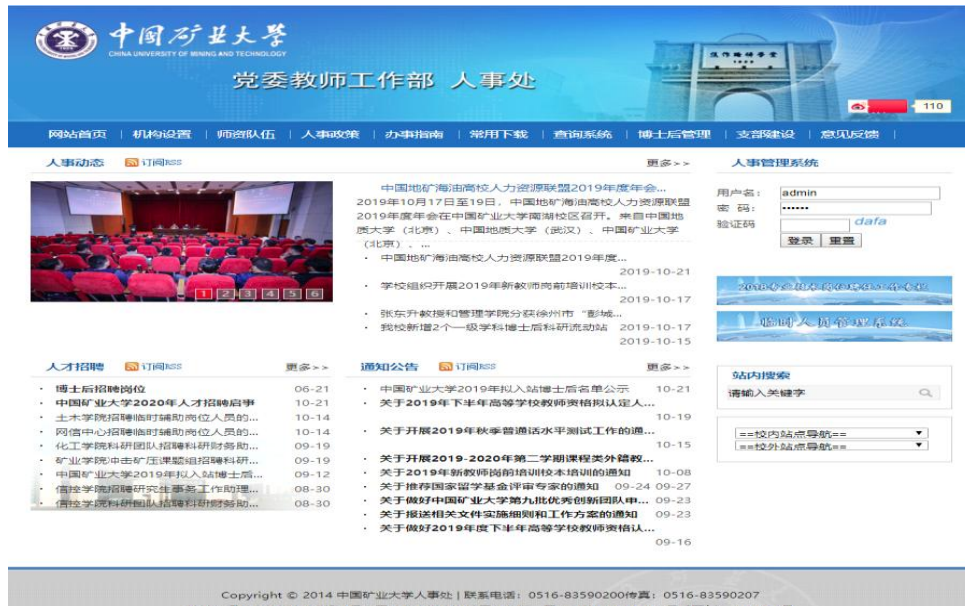 中国矿业大学
CHINA UNIVERSITY OF MINING AND TECHNOLOGY
党委教师工作部 人事处
110
网站首页 | 机构设置 | 师资队伍 | 人事政策 | 办事指南 | 常用下载 | 查询系统 | 博士后管理 | 支部建设 | 意见反馈 |
人事动态 订阅RSS 更多>>
1 2 3 4 5 6
中国地矿海油高校人力资源联盟2019年度年会...
2019年10月17日至19日，中国地矿海油高校人力资源联盟
2019年度年会在中国矿业大学南湖校区召开。来自中国地
质大学（北京）、中国地质大学（武汉）、中国矿业大学
（北京）、...
· 中国地矿海油高校人力资源联盟2019年度...
2019-10-21
· 学校组织开展2019年新教师岗前培训校本...
2019-10-17
· 张东升教授和管理学院分获徐州市“彭城...
· 我校新增2个一级学科博士后科研流动站 2019-10-17
2019-10-15
人事管理系统
用户名： admin
密 码： ••••••
验证码 dafa
登录 重置
临时人员管理系统
站内搜索
请输入关键字
==校内站点导航==
==校外站点导航==
人才招聘 订阅RSS 更多>>
· 博士后招聘岗位 06-21
· 中国矿业大学2020年人才招聘启事 10-21
· 土木学院招聘临时辅助岗位人员的... 10-14
· 网信中心招聘临时辅助岗位人员的... 10-14
· 化工学院科研团队招聘科研财务助... 09-19
· 矿业学院冲击矿压课题组招聘科研... 09-19
· 中国矿业大学2019年拟入站博士后... 09-12
· 信控学院招聘研究生事务工作助理... 08-30
· 信控学院科研团队招聘科研财务助... 08-30
通知公告 订阅RSS 更多>>
· 中国矿业大学2019年拟入站博士后名单公示 10-21
· 关于2019年下半年高等学校教师资格拟认定人...
10-19
· 关于开展2019年秋季普通话水平测试工作的通...
10-15
· 关于开展2019-2020年第二学期课程类外籍教...
· 关于2019年新教师岗前培训校本培训的通知 10-08
· 关于推荐国家留学基金评审专家的通知 09-24 09-27
· 关于做好中国矿业大学第九批优秀创新团队申... 09-23
· 关于报送相关文件实施细则和工作方案的通知 09-23
· 关于做好2019年度下半年高等学校教师资格认...
09-16
Copyright © 2014 中国矿业大学人事处 | 联系电话：0516-83590200传真：0516-83590207